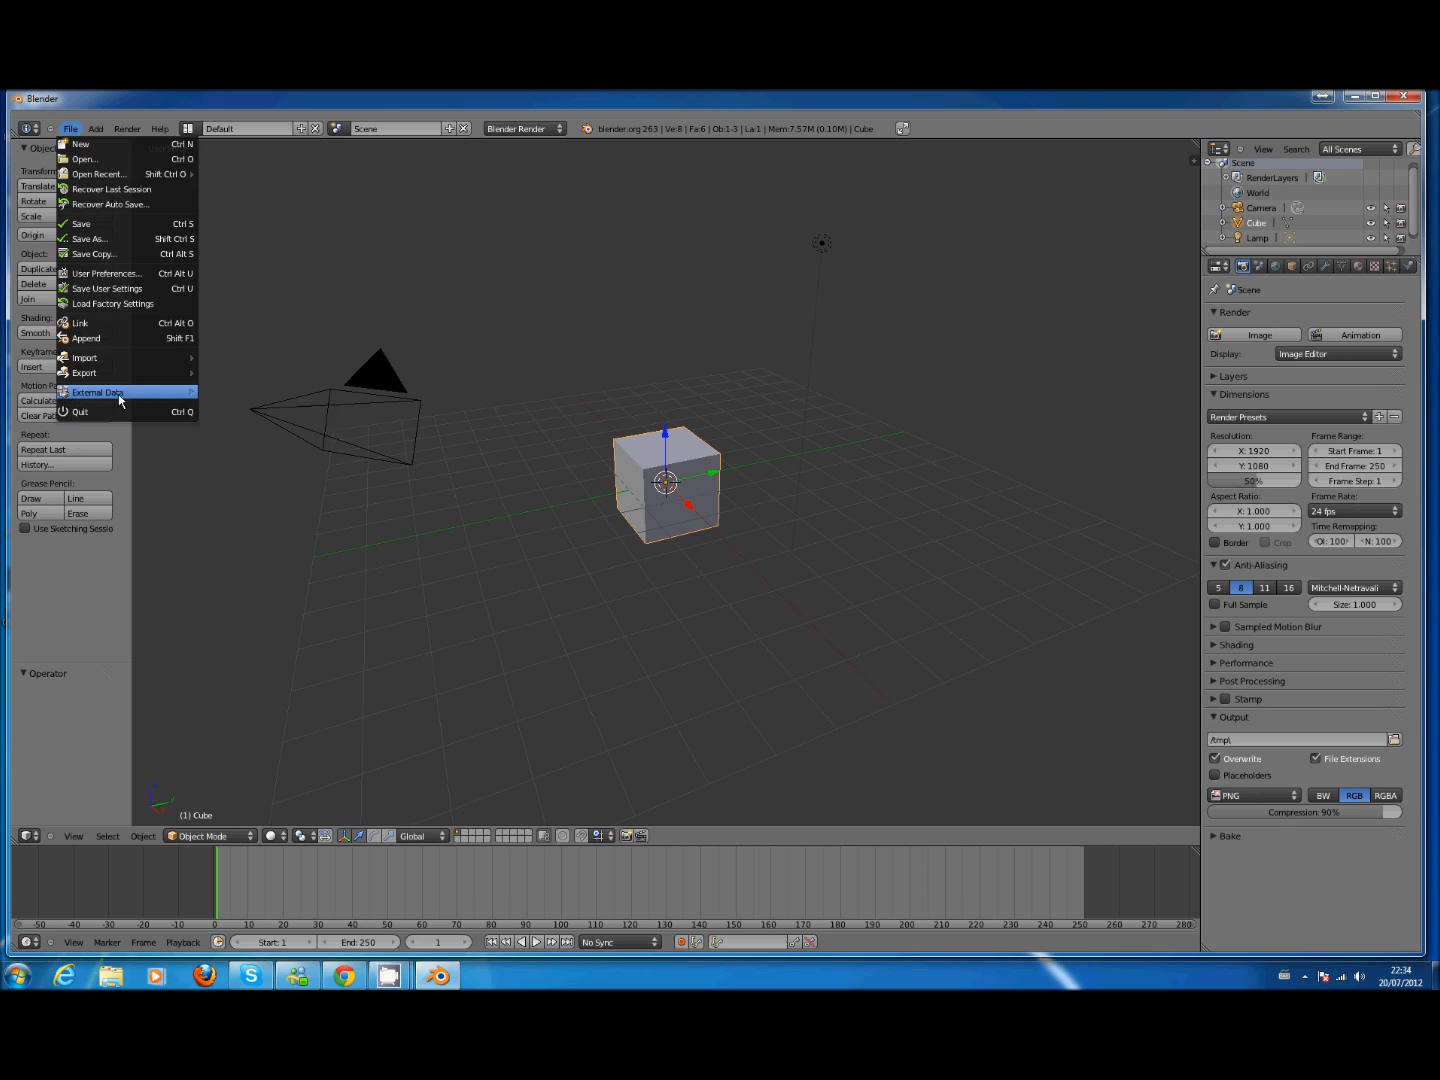 Blender
File Add Render Help Default Scene Blender Render blender.org 263 | Ve:8 | Fa:6 | Ob:1-3 | La:1 | Mem:7.57M (0.10M) | Cube
New Ctrl N
Open... Ctrl O
Open Recent... Shift Ctrl O
Recover Last Session
Recover Auto Save...
Save Ctrl S
Save As... Shift Ctrl S
Save Copy... Ctrl Alt S
User Preferences... Ctrl Alt U
Save User Settings Ctrl U
Load Factory Settings
Link Ctrl Alt O
Append Shift F1
Import
Export
External Data
Quit Ctrl Q
Translate
Rotate
Scale
Origin
Object:
Duplicate
Delete
Join
Shading:
Smooth
Insert
Calculate
Repeat:
Repeat Last
History...
Grease Pencil:
Draw Line
Poly Erase
Use Sketching Sessio
Operator
(1) Cube
View Select Object Object Mode Global
-50 -40 -30 -20 -10 0 10 20 30 40 50 60 70 80 90 100 110 120 130 140 150 160 170 180 190 200 210 220 230 240 250 260 270 280
View Marker Frame Playback Start: 1 End: 250 1 No Sync
View Search All Scenes
Scene
RenderLayers
World
Camera
Cube
Lamp
Scene
Render
Image Animation
Display: Image Editor
Layers
Dimensions
Render Presets
Resolution: Frame Range:
X: 1920 Start Frame: 1
Y: 1080 End Frame: 250
50% Frame Step: 1
Aspect Ratio: Frame Rate:
X: 1.000 24 fps
Y: 1.000 Time Remapping:
Border Crop Ol: 100 N: 100
Anti-Aliasing
5 8 11 16 Mitchell-Netravali
Full Sample Size: 1.000
Sampled Motion Blur
Shading
Performance
Post Processing
Stamp
Output
/tmp\
Overwrite File Extensions
Placeholders
PNG BW RGB RGBA
Compression: 90%
Bake
22:34
20/07/2012